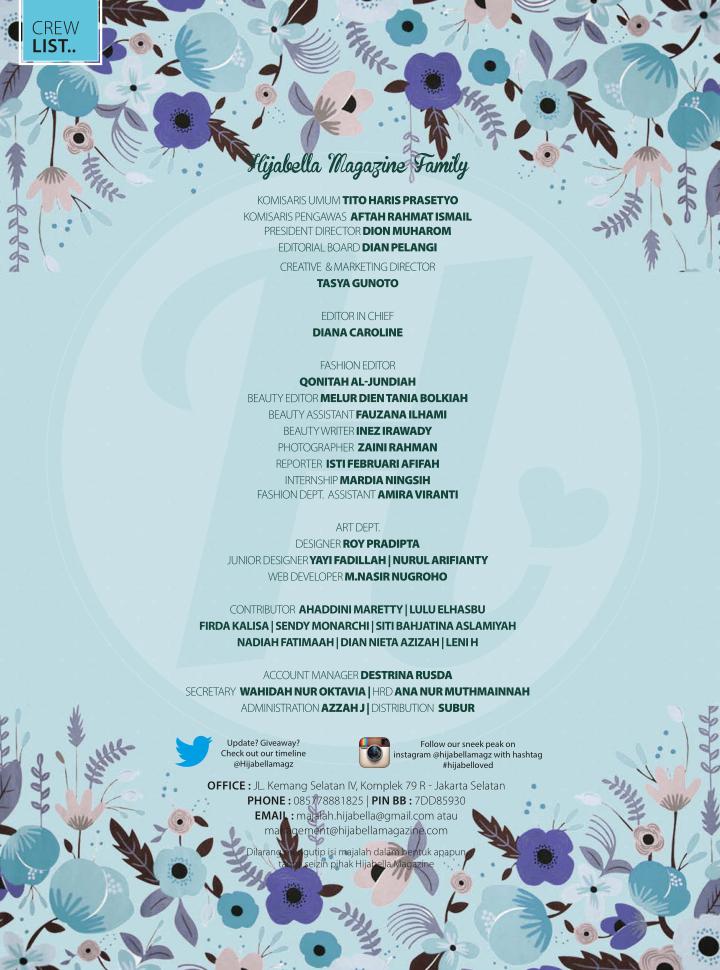 CREW
LIST..
Hijabella Magazine Family
KOMISARIS UMUM TITO HARIS PRASETYO
KOMISARIS PENGAWAS AFTAH RAHMAT ISMAIL
PRESIDENT DIRECTOR DION MUHAROM
EDITORIAL BOARD DIAN PELANGI
CREATIVE & MARKETING DIRECTOR
TASYA GUNOTO
EDITOR IN CHIEF
DIANA CAROLINE
FASHION EDITOR
QONITAH AL-JUNDIAH
BEAUTY EDITOR MELUR DIEN TANIA BOLKIAH
BEAUTY ASSISTANT FAUZANA ILHAMI
BEAUTY WRITER INEZ IRAWADY
PHOTOGRAPHER ZAINI RAHMAN
REPORTER ISTI FEBRUARI AFIFAH
INTERNSHIP MARDIA NINGSIH
FASHION DEPT. ASSISTANT AMIRA VIRANTI
ART DEPT.
DESIGNER ROY PRADIPTA
JUNIOR DESIGNER YAYI FADILLAH | NURUL ARIFIANTY
WEB DEVELOPER M.NASIR NUGROHO
CONTRIBUTOR AHADDINI MARETTY | LULU ELHASBU
FIRDA KALISA | SENDY MONARCHI | SITI BAHJATINA ASLAMIYAH
NADIAH FATIMAAH | DIAN NIETA AZIZAH | LENI H
ACCOUNT MANAGER DESTRINA RUSDA
SECRETARY WAHIDAH NUR OKTAVIA | HRD ANA NUR MUTHMAINNAH
ADMINISTRATION AZZAH J | DISTRIBUTION SUBUR
Update? Giveaway?
Check out our timeline
@Hijabellamagz
Follow our sneek peak on
instagram @hijabellamagz with hashtag
#hijabelloved
OFFICE : JL. Kemang Selatan IV, Komplek 79 R - Jakarta Selatan
PHONE : 085778881825 | PIN BB : 7DD85930
EMAIL : majalah.hijabella@gmail.com atau
management@hijabellamagazine.com
Dilarang mengutip isi majalah dalam bentuk apapun
tanpa seizin pihak Hijabella Magazine